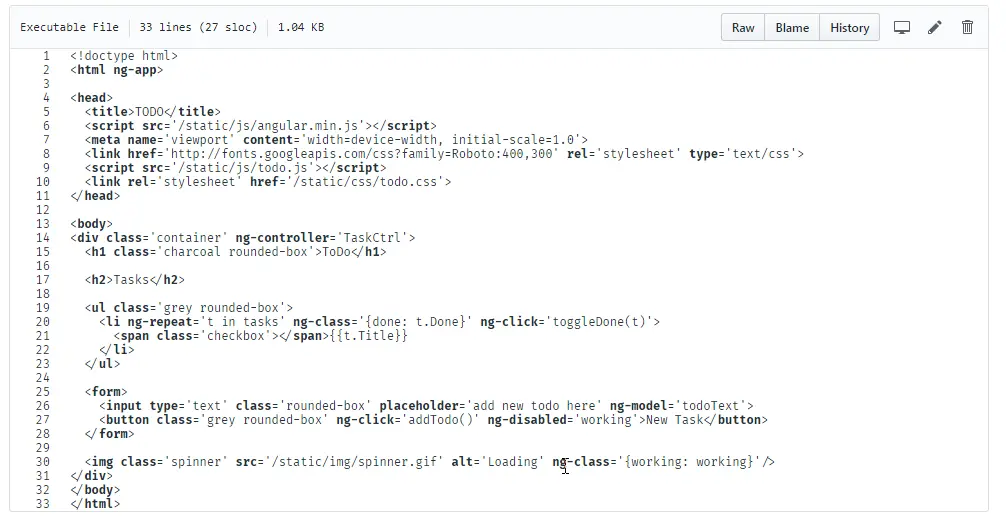 Executable File 33 lines (27 sloc) 1.04 KB Raw Blame History
1 <!doctype html>
2 <html ng-app>
3
4 <head>
5   <title>TODO</title>
6   <script src='/static/js/angular.min.js'></script>
7   <meta name='viewport' content='width=device-width, initial-scale=1.0'>
8   <link href='http://fonts.googleapis.com/css?family=Roboto:400,300' rel='stylesheet' type='text/css'>
9   <script src='/static/js/todo.js'></script>
10   <link rel='stylesheet' href='/static/css/todo.css'>
11 </head>
12
13 <body>
14 <div class='container' ng-controller='TaskCtrl'>
15   <h1 class='charcoal rounded-box'>ToDo</h1>
16
17   <h2>Tasks</h2>
18
19   <ul class='grey rounded-box'>
20     <li ng-repeat='t in tasks' ng-class='{done: t.Done}' ng-click='toggleDone(t)'>
21       <span class='checkbox'></span>{{t.Title}}
22     </li>
23   </ul>
24
25   <form>
26     <input type='text' class='rounded-box' placeholder='add new todo here' ng-model='todoText'>
27     <button class='grey rounded-box' ng-click='addTodo()' ng-disabled='working'>New Task</button>
28   </form>
29
30   <img class='spinner' src='/static/img/spinner.gif' alt='Loading' ng-class='{working: working}'/>
31 </div>
32 </body>
33 </html>